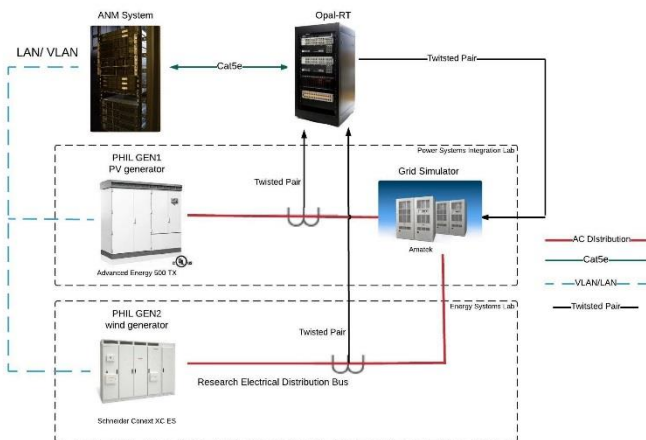 ANM System
Opal-RT
LAN/ VLAN
Cat5e
Twitsted Pair
Power Systems Integration Lab
PHIL GEN1
PV generator
Grid Simulator
Twisted Pair
Amatek
Advanced Energy 500 TX
UL
AC Distribution
Cat5e
VLAN/LAN
Twitsted Pair
Energy Systems Lab
PHIL GEN2
wind generator
Twisted Pair
Research Electrical Distribution Bus
Schneider Conext XC ES